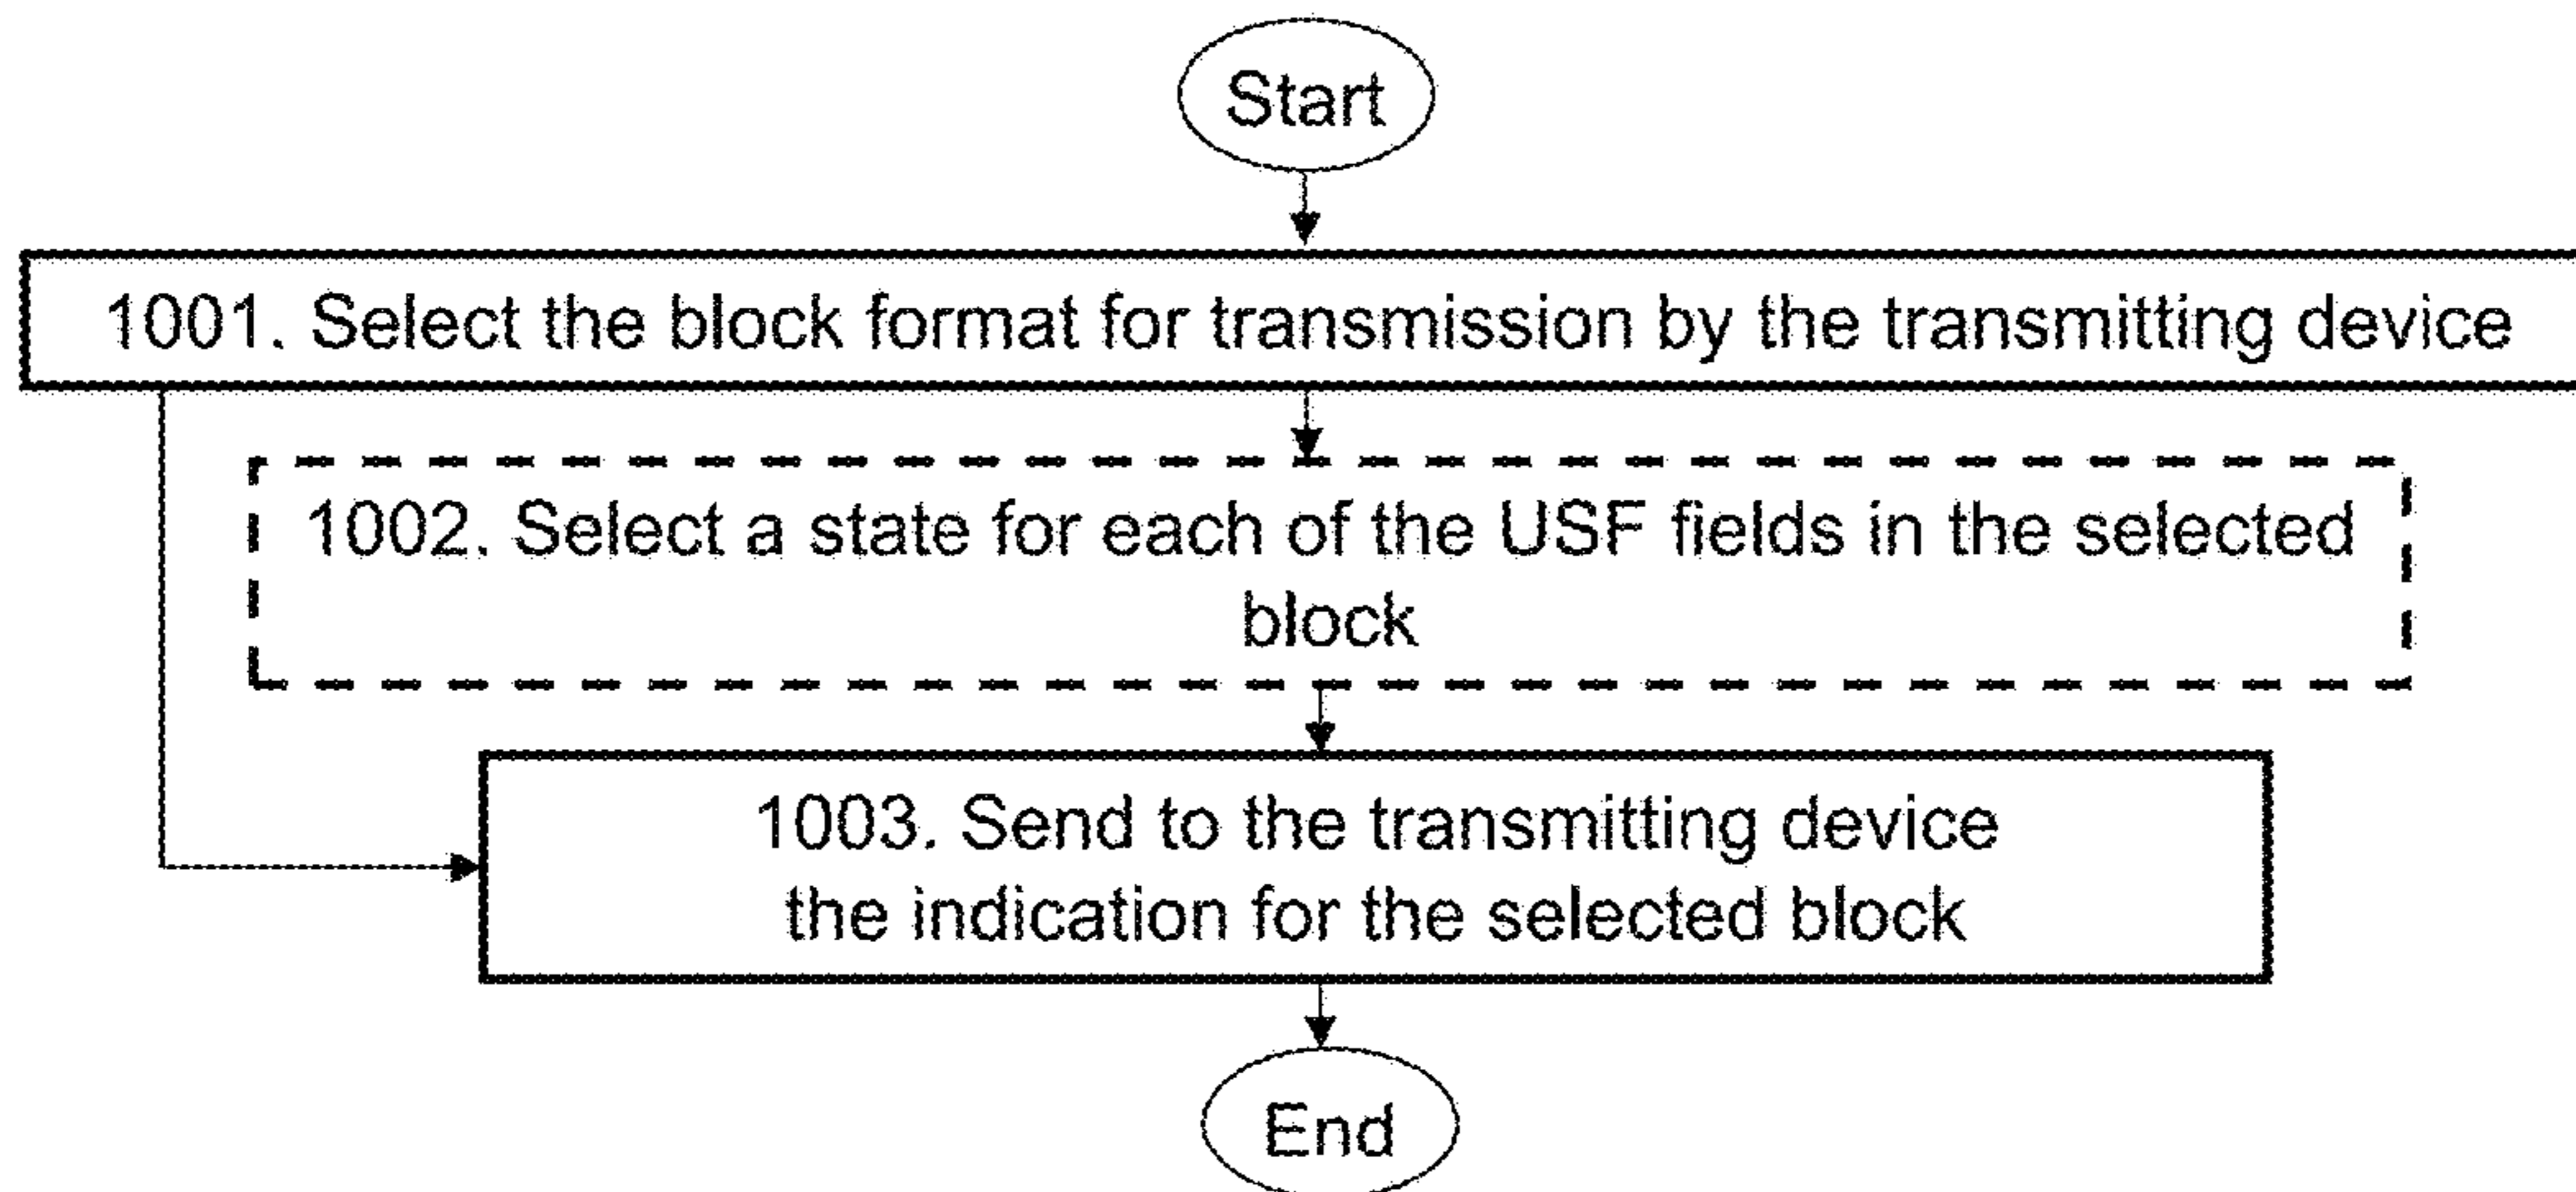 Start
1001. Select the block format for transmission by the transmitting device
1002. Select a state for each of the USF fields in the selected
block
1003. Send to the transmitting device
the indication for the selected block
End